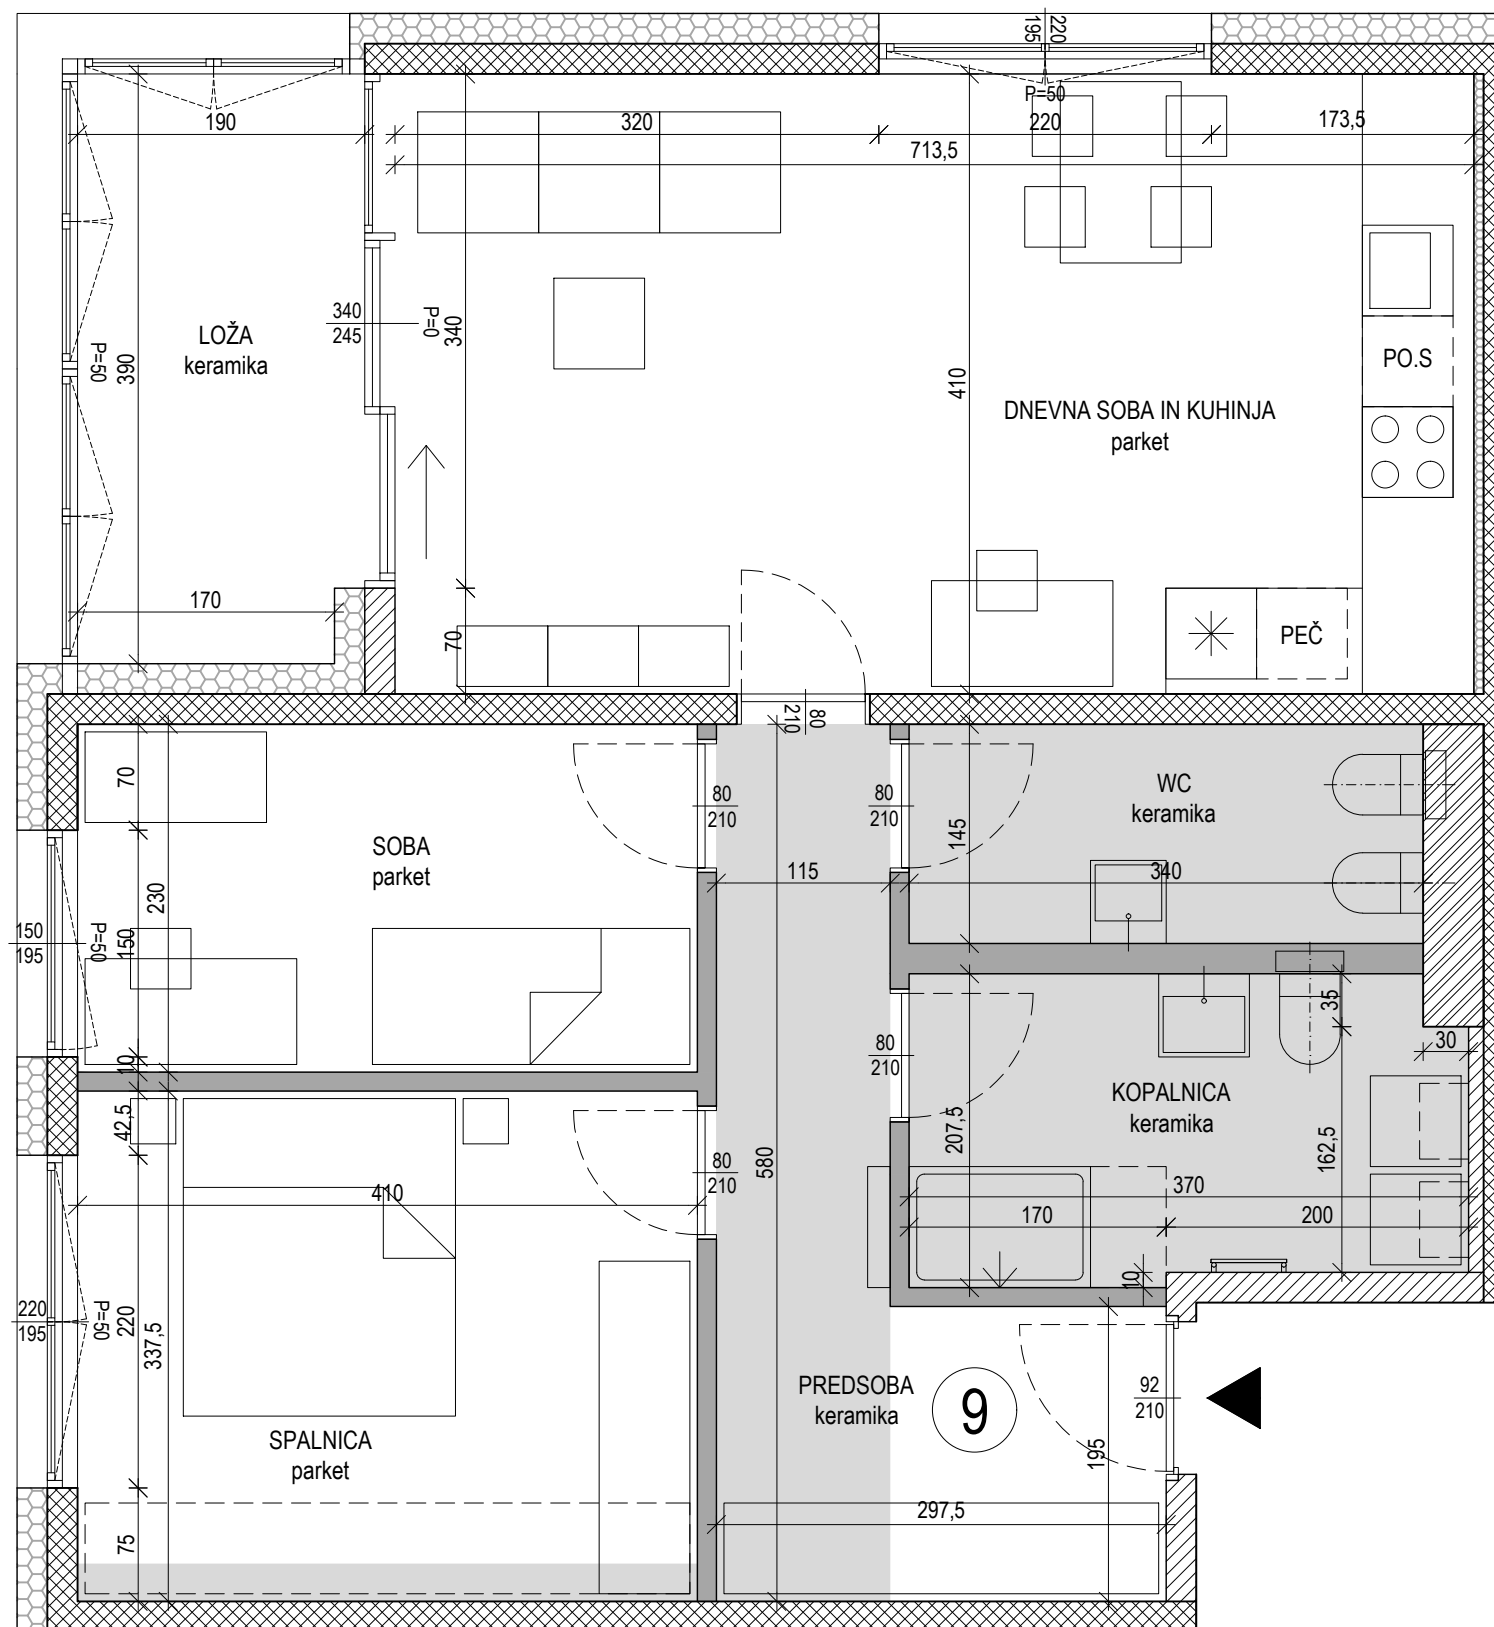 220
195
P=50
190
320
220
173,5
713,5
340
245
P=0
340
LOŽA
keramika
P=50
390
410
PO.S
DNEVNA SOBA IN KUHINJA
parket
170
70
PEČ
80
210
70
SOBA
parket
80
210
80
210
WC
keramika
145
115
340
230
150
195
P=50
150
35
30
10
80
210
KOPALNICA
keramika
42,5
207,5
162,5
580
80
210
410
370
170
200
10
220
195
P=50
220
337,5
PREDSOBA
keramika
9
92
210
SPALNICA
parket
195
297,5
75